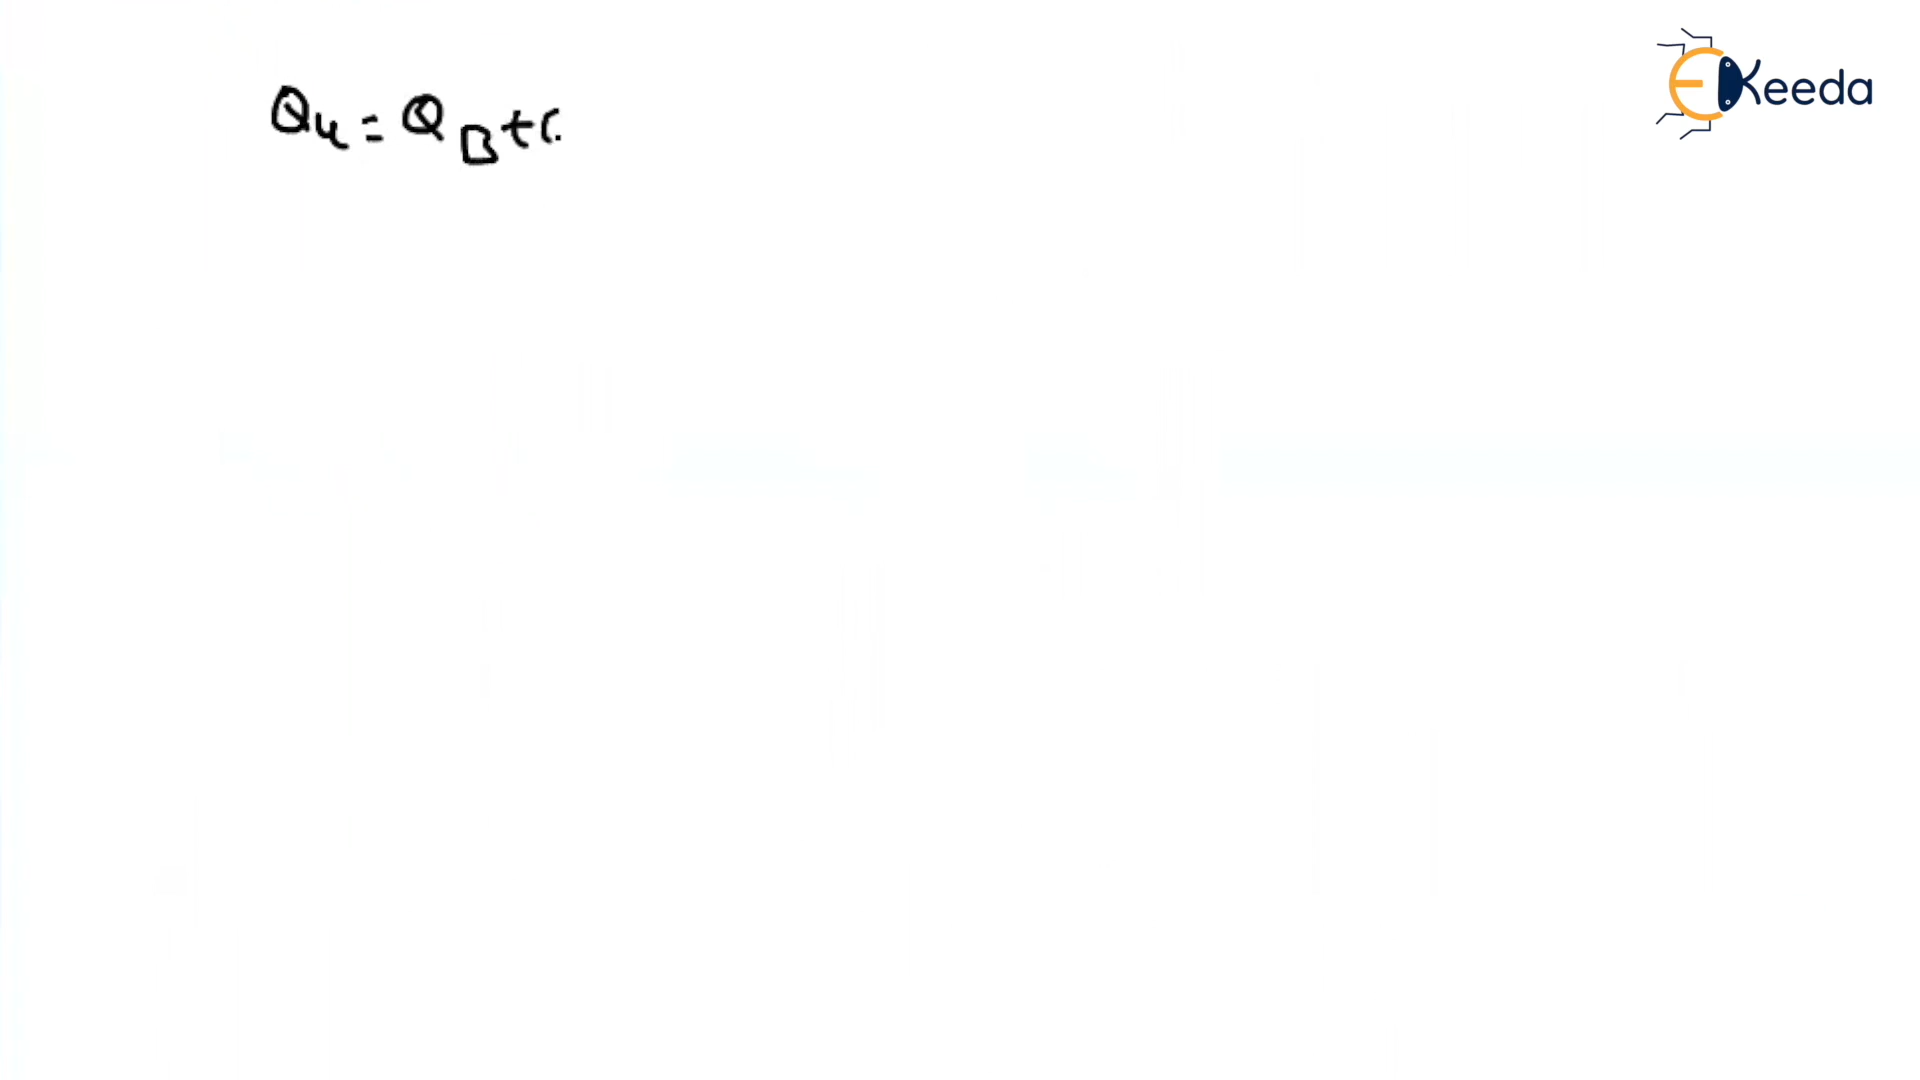 Qu = QB + (
EKeeda